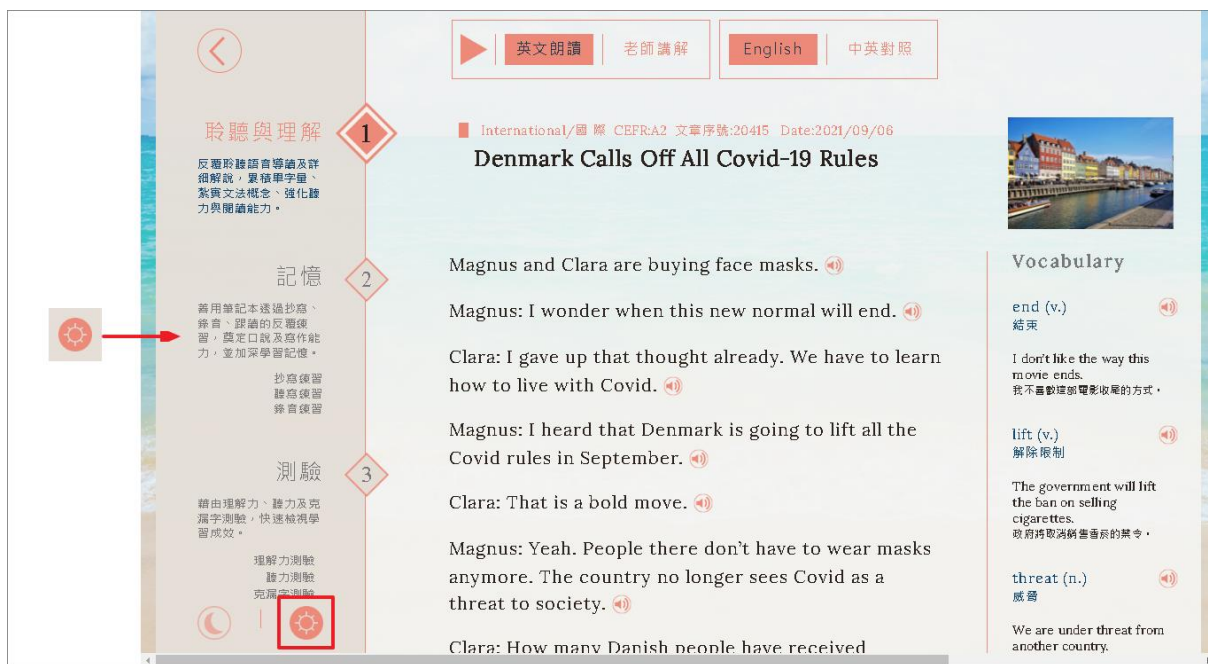 英文朗讀
老師講解
English
中英對照
聆聽與理解
1
反覆聆聽語音導讀及詳
細解說，累積單字量、
紮實文法概念、強化聽
力與閱讀能力。
記憶
2
善用筆記本透過抄寫、
錄音、跟讀的反覆練
習，奠定口說及寫作能
力，並加深學習記憶。
抄寫練習
聽寫練習
錄音練習
測驗
3
藉由理解力、聽力及克
漏字測驗，快速檢視學
習成效。
理解力測驗
聽力測驗
克漏字測驗
International/國 際 CEFR:A2 文章序號:20415 Date:2021/09/06
Denmark Calls Off All Covid-19 Rules
Magnus and Clara are buying face masks.
Magnus: I wonder when this new normal will end.
Clara: I gave up that thought already. We have to learn
how to live with Covid.
Magnus: I heard that Denmark is going to lift all the
Covid rules in September.
Clara: That is a bold move.
Magnus: Yeah. People there don't have to wear masks
anymore. The country no longer sees Covid as a
threat to society.
Clara: How many Danish people have received
Vocabulary
end (v.)
結束
I don't like the way this
movie ends.
我不喜歡這部電影收尾的方式。
lift (v.)
解除限制
The government will lift
the ban on selling
cigarettes.
政府將取消銷售香菸的禁令。
threat (n.)
威脅
We are under threat from
another country.